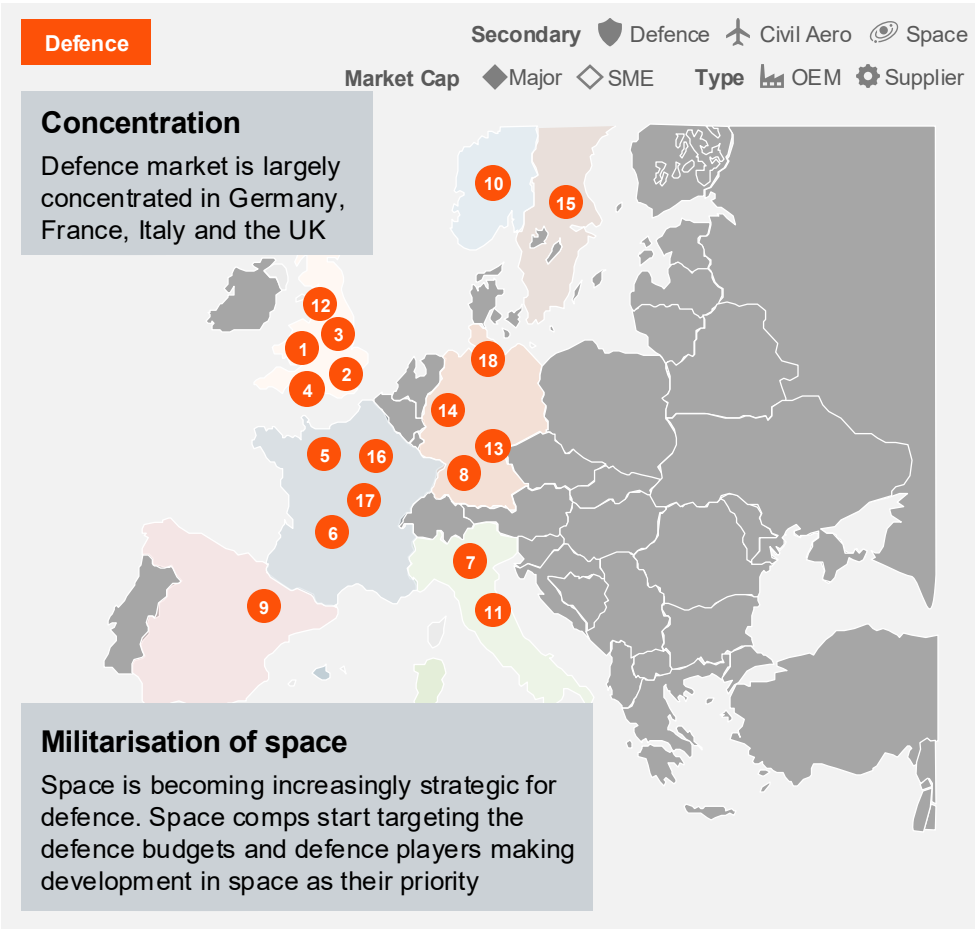 Defence
Secondary Defence Civil Aero Space
Market Cap Major SME Type OEM Supplier
Concentration
Defence market is largely
concentrated in Germany,
France, Italy and the UK
10
15
12
3
1
2
4
18
14
13
8
5
16
17
6
7
9
11
Militarisation of space
Space is becoming increasingly strategic for
defence. Space comps start targeting the
defence budgets and defence players making
development in space as their priority